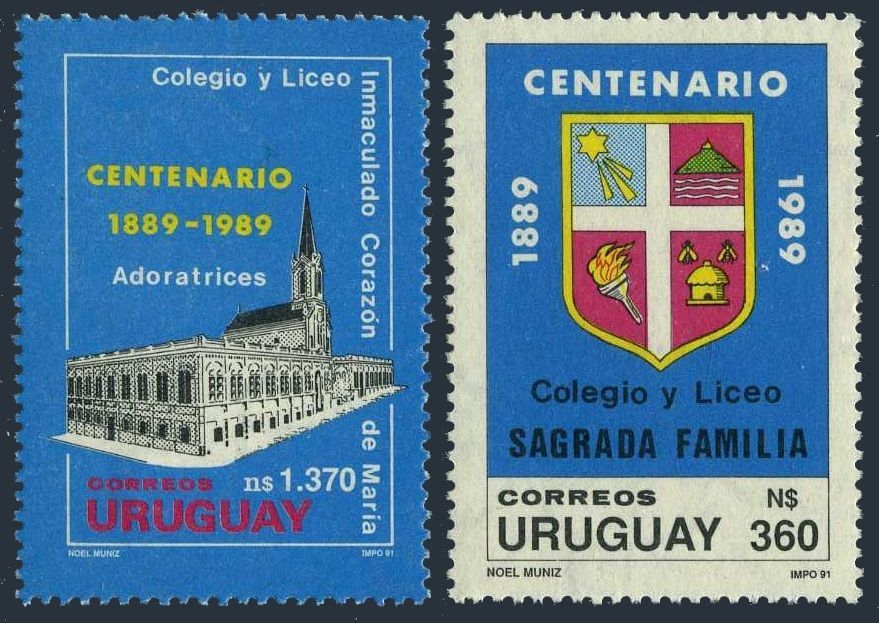 Colegio y Liceo
Inmaculado Corazón de María
CENTENARIO
1889-1989
Adoratrices
CORREOS n$ 1.370
URUGUAY
NOEL MUNIZ IMPO 91
CENTENARIO
1889 1989
Colegio y Liceo
SAGRADA FAMILIA
CORREOS N$
URUGUAY 360
NOEL MUNIZ IMPO 91